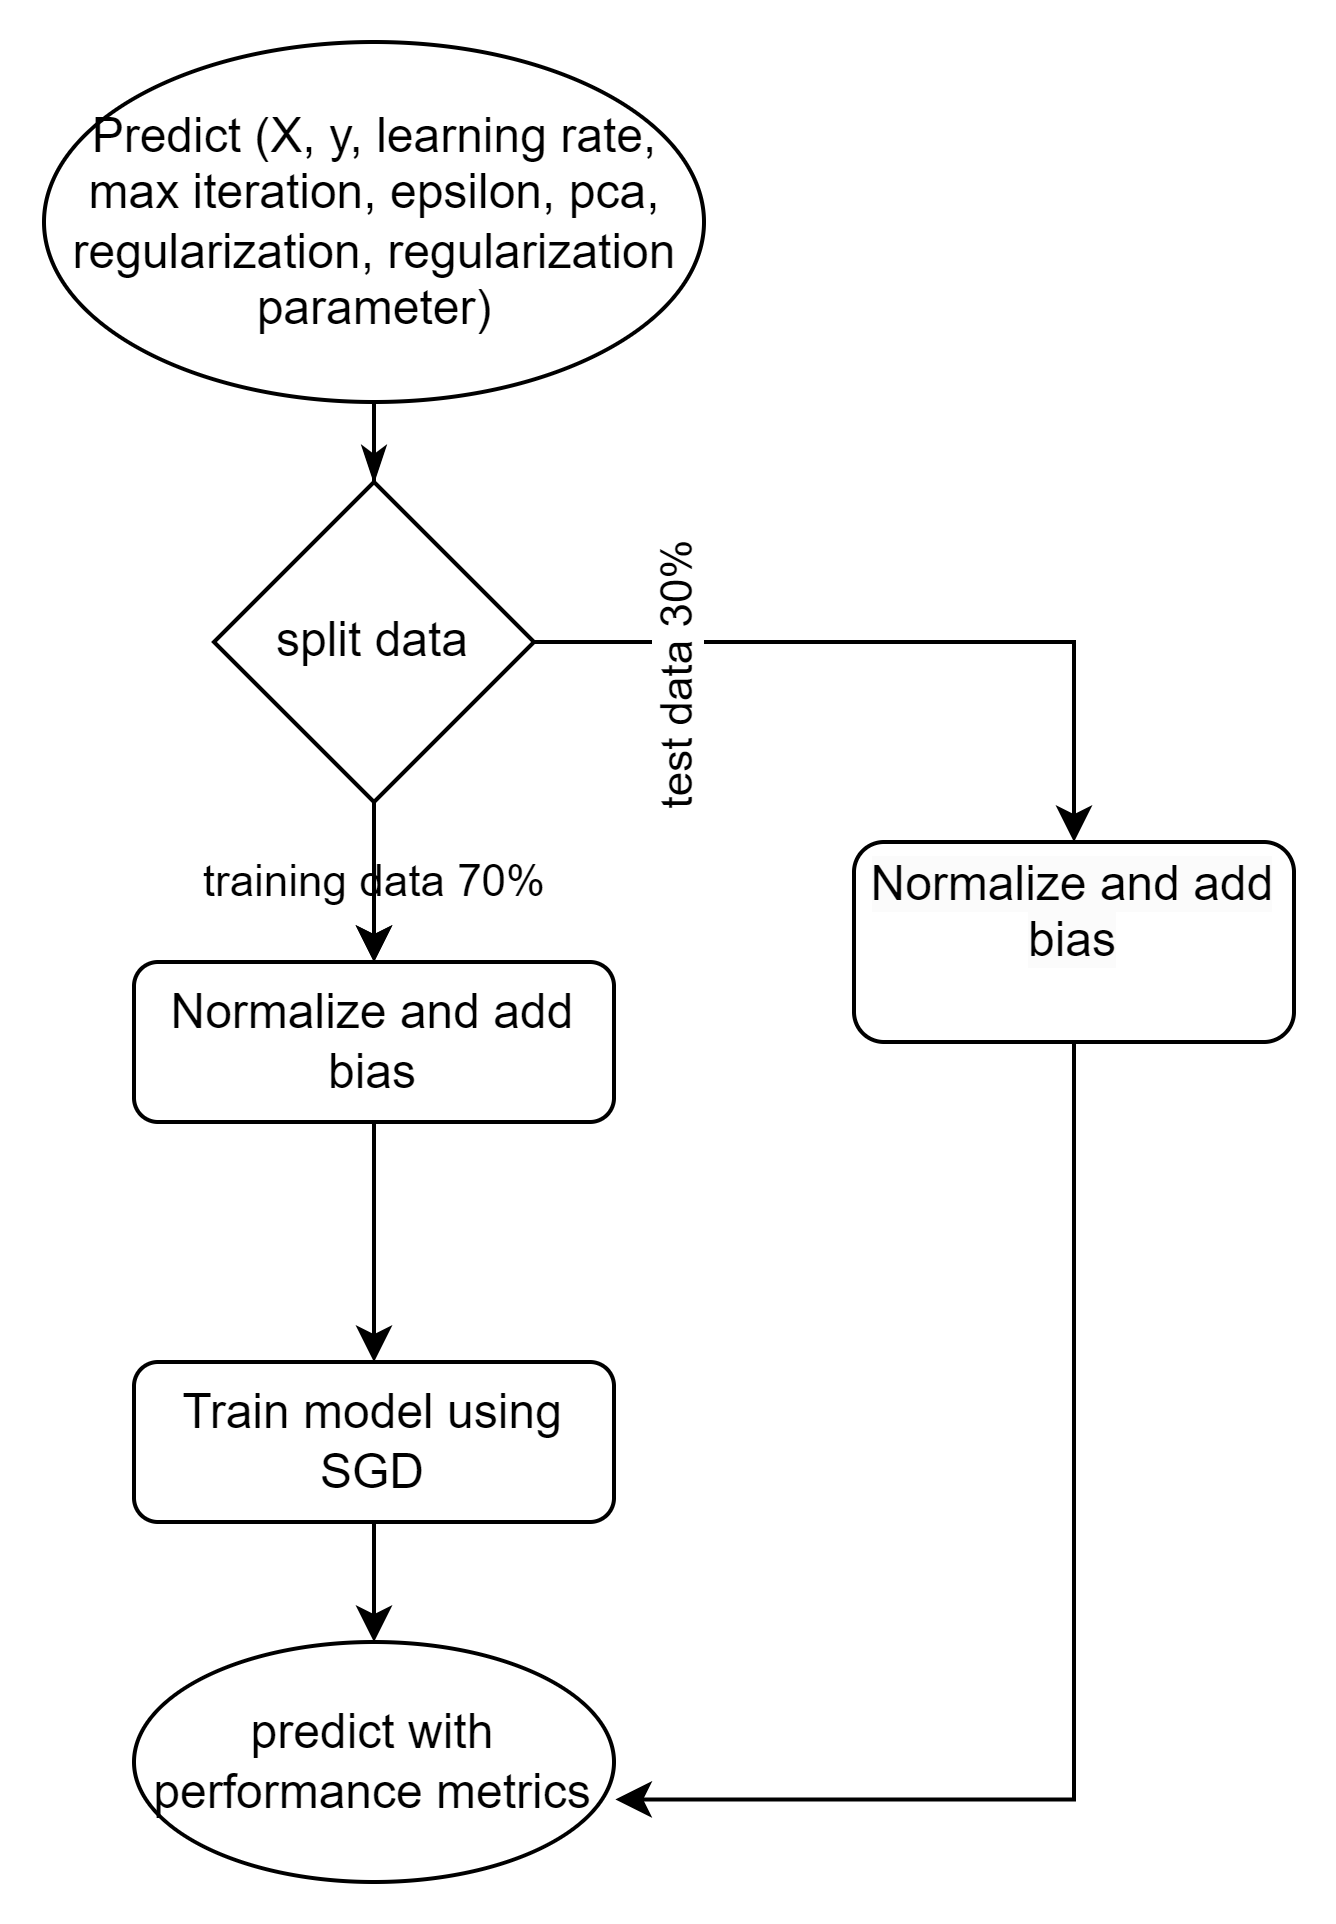 Predict (X, y, learning rate,
max iteration, epsilon, pca,
regularization, regularization
parameter)
split data
test data 30%
training data 70%
Normalize and add
bias
Normalize and add
bias
Train model using
SGD
predict with
performance metrics